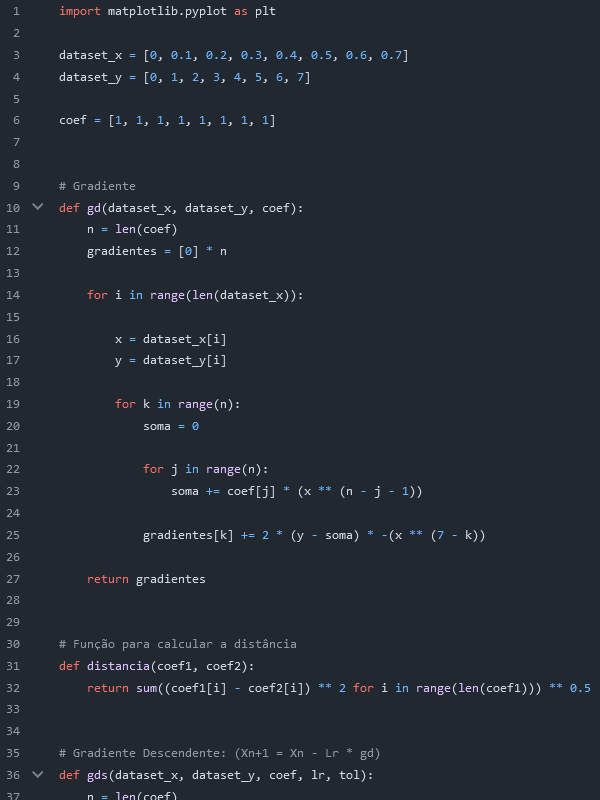 1 import matplotlib.pyplot as plt
2
3 dataset_x = [0, 0.1, 0.2, 0.3, 0.4, 0.5, 0.6, 0.7]
4 dataset_y = [0, 1, 2, 3, 4, 5, 6, 7]
5
6 coef = [1, 1, 1, 1, 1, 1, 1, 1]
7
8
9 # Gradiente
10 def gd(dataset_x, dataset_y, coef):
11     n = len(coef)
12     gradientes = [0] * n
13
14     for i in range(len(dataset_x)):
15
16         x = dataset_x[i]
17         y = dataset_y[i]
18
19         for k in range(n):
20             soma = 0
21
22             for j in range(n):
23                 soma += coef[j] * (x ** (n - j - 1))
24
25             gradientes[k] += 2 * (y - soma) * -(x ** (7 - k))
26
27     return gradientes
28
29
30 # Função para calcular a distância
31 def distancia(coef1, coef2):
32     return sum((coef1[i] - coef2[i]) ** 2 for i in range(len(coef1))) ** 0.5
33
34
35 # Gradiente Descendente: (Xn+1 = Xn - Lr * gd)
36 def gds(dataset_x, dataset_y, coef, lr, tol):
37     n = len(coef)